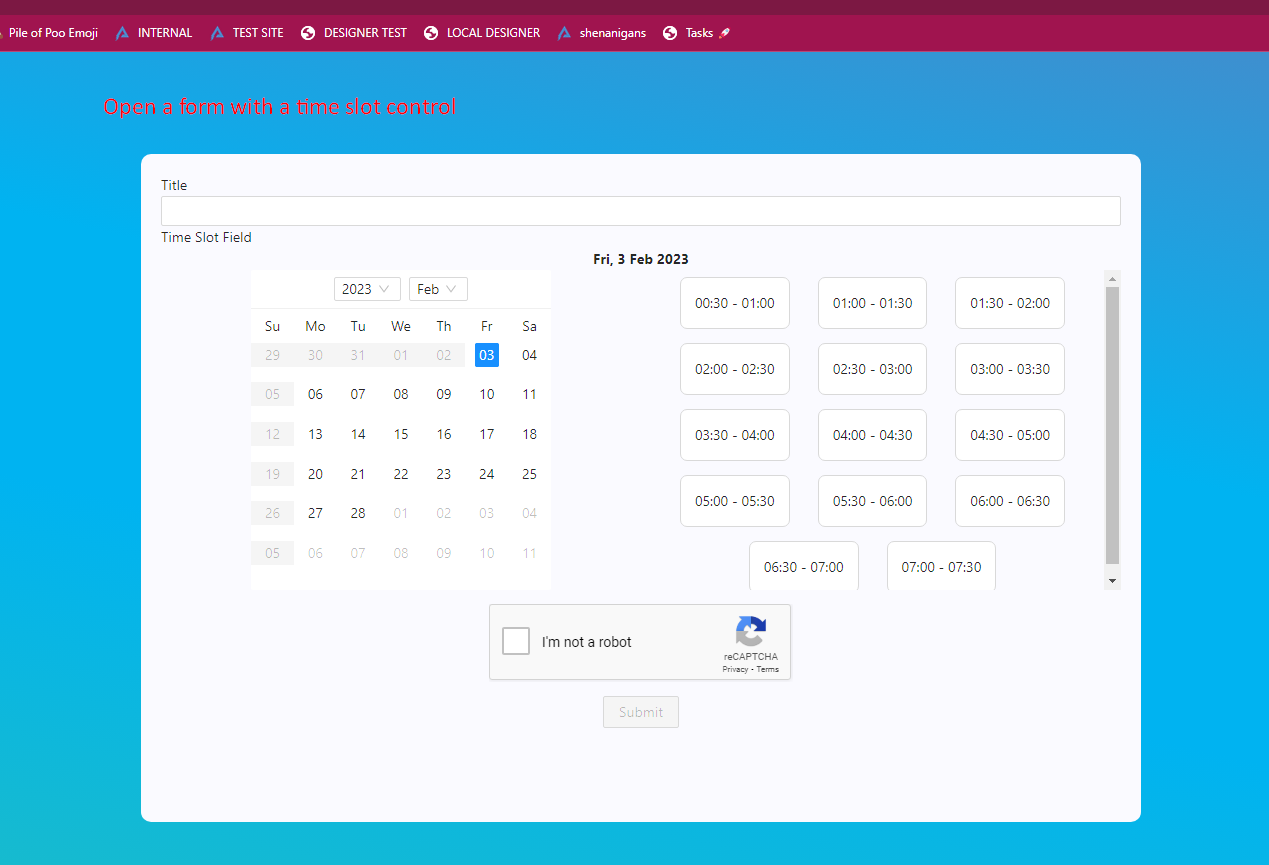 Pile of Poo Emoji INTERNAL TEST SITE DESIGNER TEST LOCAL DESIGNER shenanigans Tasks 🚀
Open a form with a time slot control
Title
Time Slot Field
Fri, 3 Feb 2023
2023 Feb
Su Mo Tu We Th Fr Sa
29 30 31 01 02 03 04
05 06 07 08 09 10 11
12 13 14 15 16 17 18
19 20 21 22 23 24 25
26 27 28 01 02 03 04
05 06 07 08 09 10 11
00:30 - 01:00 01:00 - 01:30 01:30 - 02:00
02:00 - 02:30 02:30 - 03:00 03:00 - 03:30
03:30 - 04:00 04:00 - 04:30 04:30 - 05:00
05:00 - 05:30 05:30 - 06:00 06:00 - 06:30
06:30 - 07:00 07:00 - 07:30
I'm not a robot
reCAPTCHA
Privacy - Terms
Submit